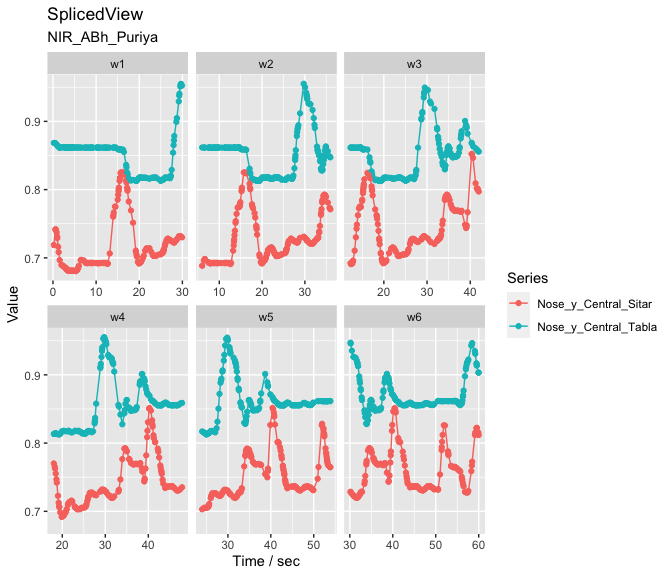 SplicedView
NIR_ABh_Puriya
w1 w2 w3
0.9
0.8
0.7
0 10 20 30 10 20 30 20 30 40
w4 w5 w6
0.9
0.8
0.7
20 30 40 30 40 50 30 40 50 60
Time / sec
Value
Series
Nose_y_Central_Sitar
Nose_y_Central_Tabla